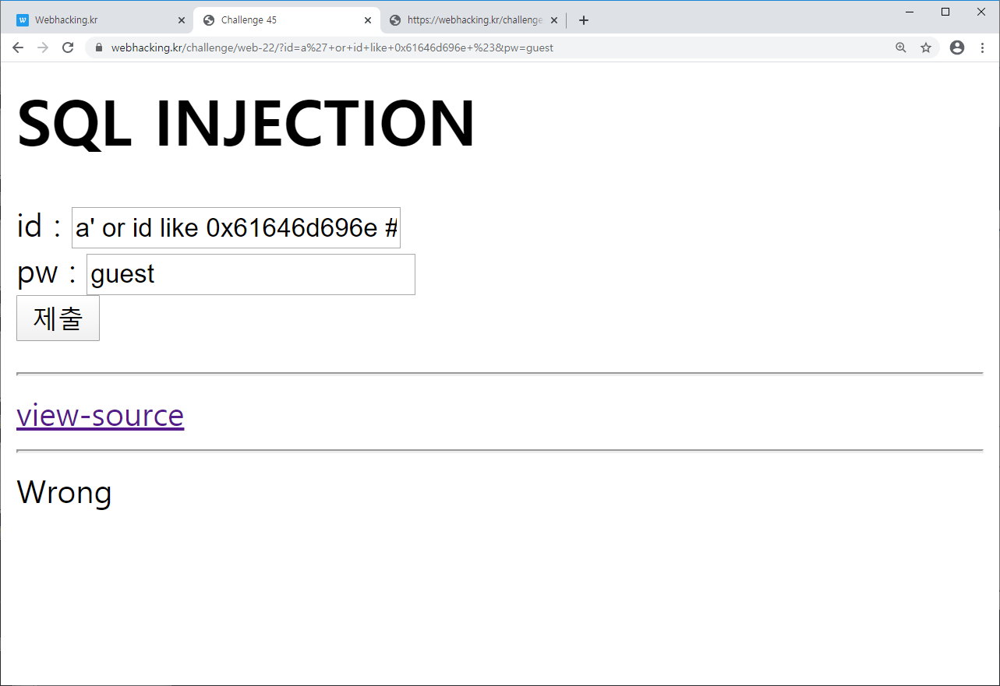 Webhacking.kr
Challenge 45
https://webhacking.kr/challenge
webhacking.kr/challenge/web-22/?id=a%27+or+id+like+0x61646d696e+%23&pw=guest
SQL INJECTION
id : a' or id like 0x61646d696e #
pw : guest
제출
view-source
Wrong